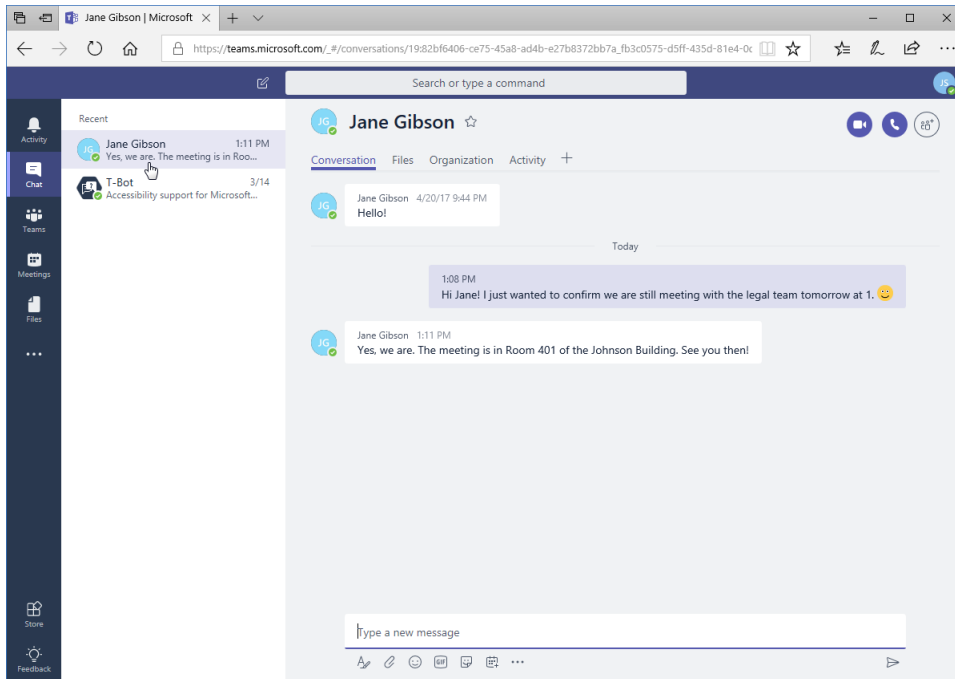 Jane Gibson | Microsoft
https://teams.microsoft.com/_#/conversations/19:82bf6406-ce75-45a8-ad4b-e27b8372bb7a_fb3c0575-d5ff-435d-81e4-0c
Search or type a command
JS
Activity
Chat
Teams
Meetings
Files
Store
Feedback
Recent
JG
Jane Gibson 1:11 PM
Yes, we are. The meeting is in Roo...
T-Bot 3/14
Accessibility support for Microsoft...
JG
Jane Gibson
Conversation Files Organization Activity
JG
Jane Gibson 4/20/17 9:44 PM
Hello!
Today
1:08 PM
Hi Jane! I just wanted to confirm we are still meeting with the legal team tomorrow at 1.
JG
Jane Gibson 1:11 PM
Yes, we are. The meeting is in Room 401 of the Johnson Building. See you then!
Type a new message
GIF